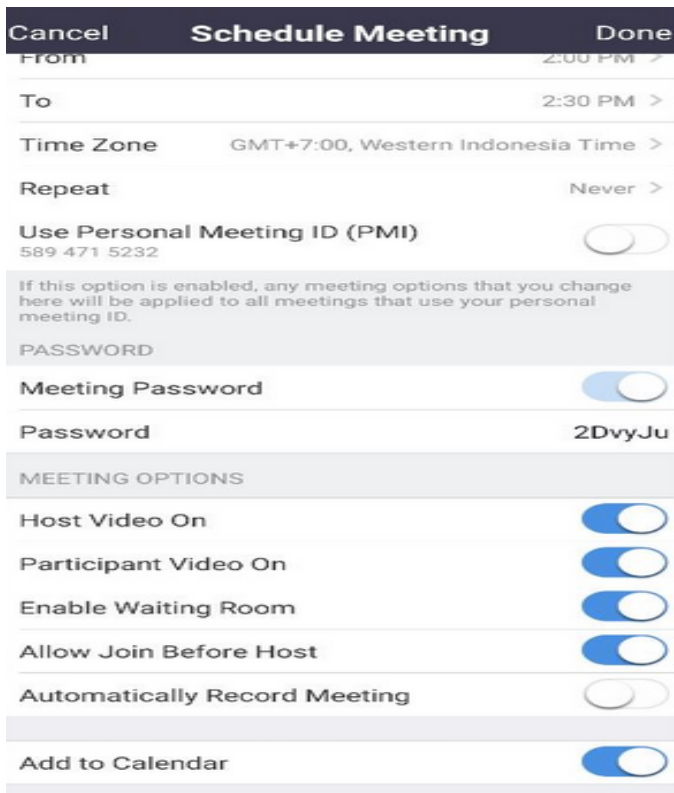 Cancel Schedule Meeting Done
From 2:00 PM >
To 2:30 PM >
Time Zone GMT+7:00, Western Indonesia Time >
Repeat Never >
Use Personal Meeting ID (PMI)
589 471 5232
If this option is enabled, any meeting options that you change
here will be applied to all meetings that use your personal
meeting ID.
PASSWORD
Meeting Password
Password 2DvyJu
MEETING OPTIONS
Host Video On
Participant Video On
Enable Waiting Room
Allow Join Before Host
Automatically Record Meeting
Add to Calendar